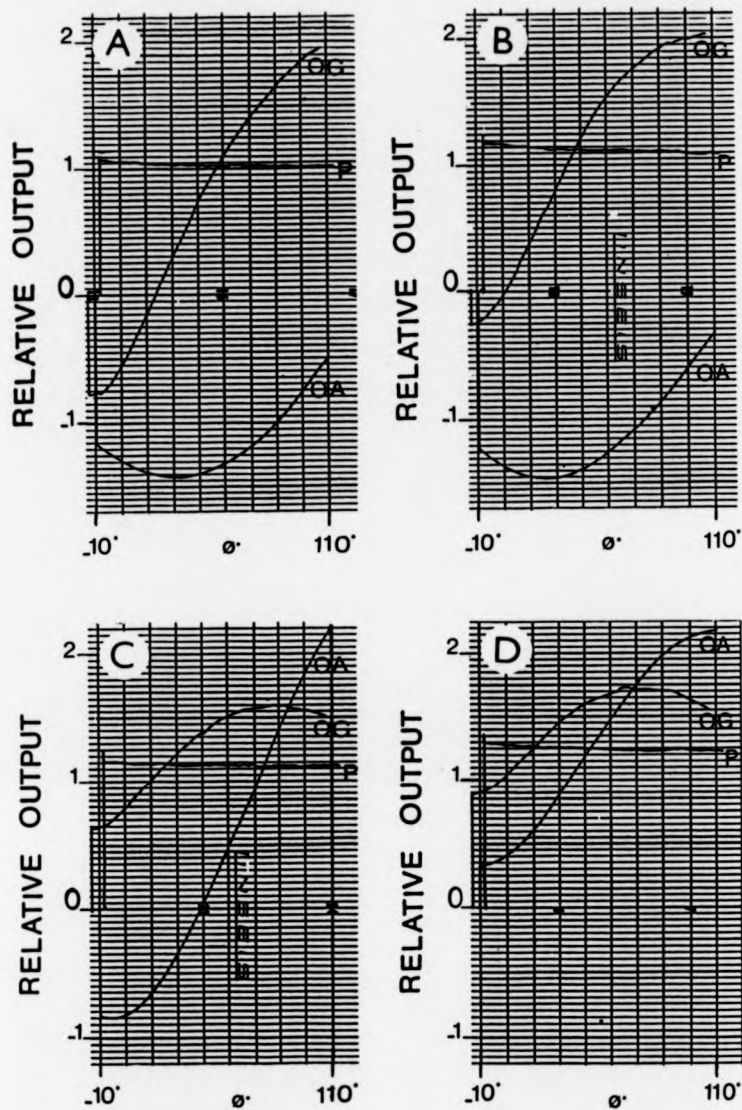 A
2
OG
1
P
0
OA
-1
RELATIVE OUTPUT
-10° ø° 110°
B
2
OG
1
P
0
OA
-1
RELATIVE OUTPUT
-10° ø° 110°
C
2
OA
OG
1
P
0
-1
RELATIVE OUTPUT
-10° ø° 110°
D
2
OA
OG
1
P
0
-1
RELATIVE OUTPUT
-10° ø° 110°